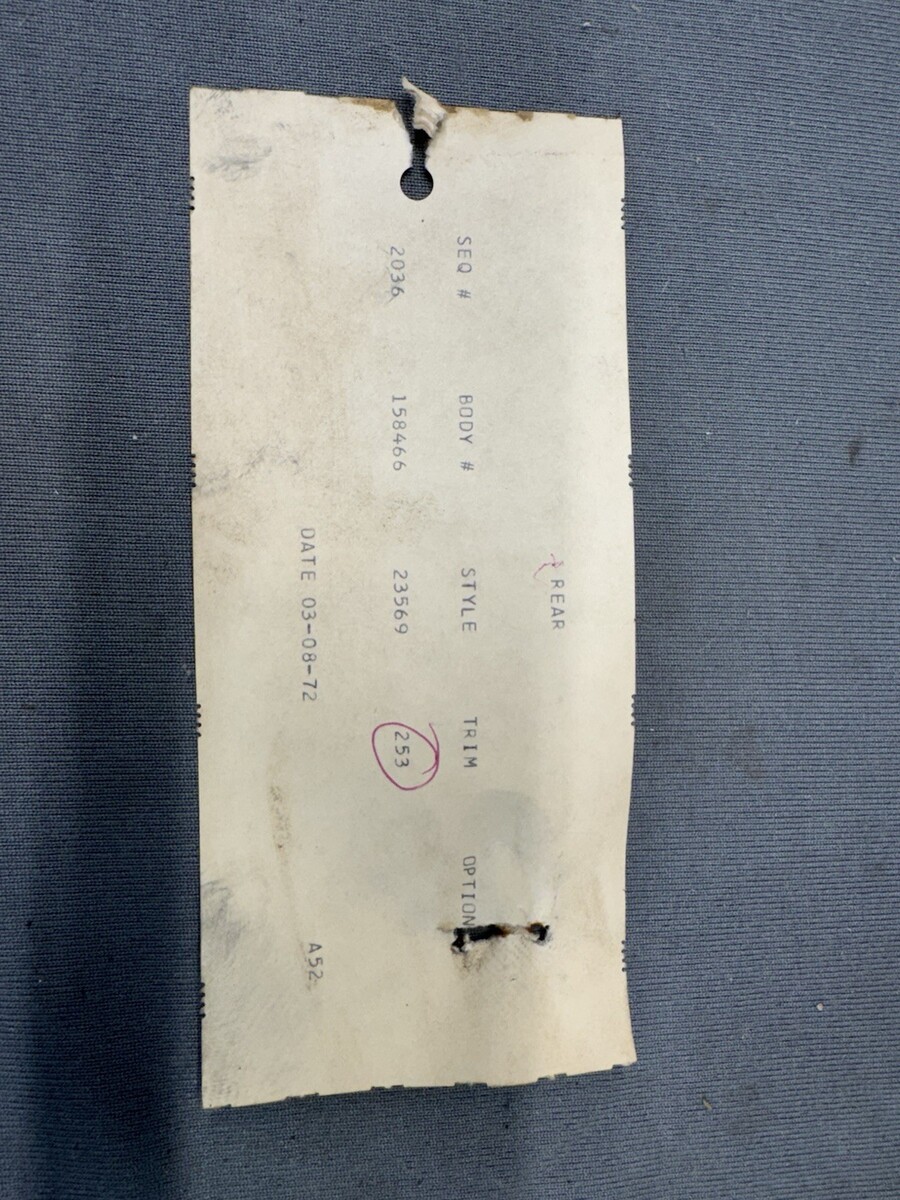 REAR
SEQ # BODY # STYLE TRIM OPTION
2036 158466 23569 253
DATE 03-08-72 A52